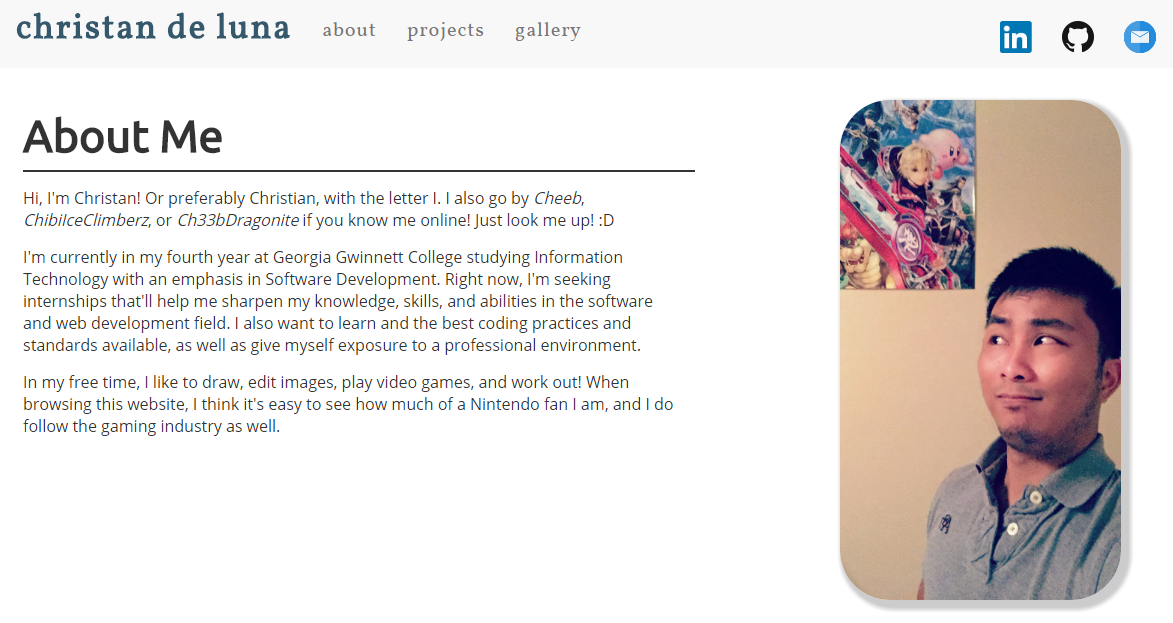 christan de luna about projects gallery
in
About Me
Hi, I'm Christan! Or preferably Christian, with the letter I. I also go by Cheeb,
ChibiIceClimberz, or Ch33bDragonite if you know me online! Just look me up! :D
I'm currently in my fourth year at Georgia Gwinnett College studying Information
Technology with an emphasis in Software Development. Right now, I'm seeking
internships that'll help me sharpen my knowledge, skills, and abilities in the software
and web development field. I also want to learn and the best coding practices and
standards available, as well as give myself exposure to a professional environment.
In my free time, I like to draw, edit images, play video games, and work out! When
browsing this website, I think it's easy to see how much of a Nintendo fan I am, and I do
follow the gaming industry as well.